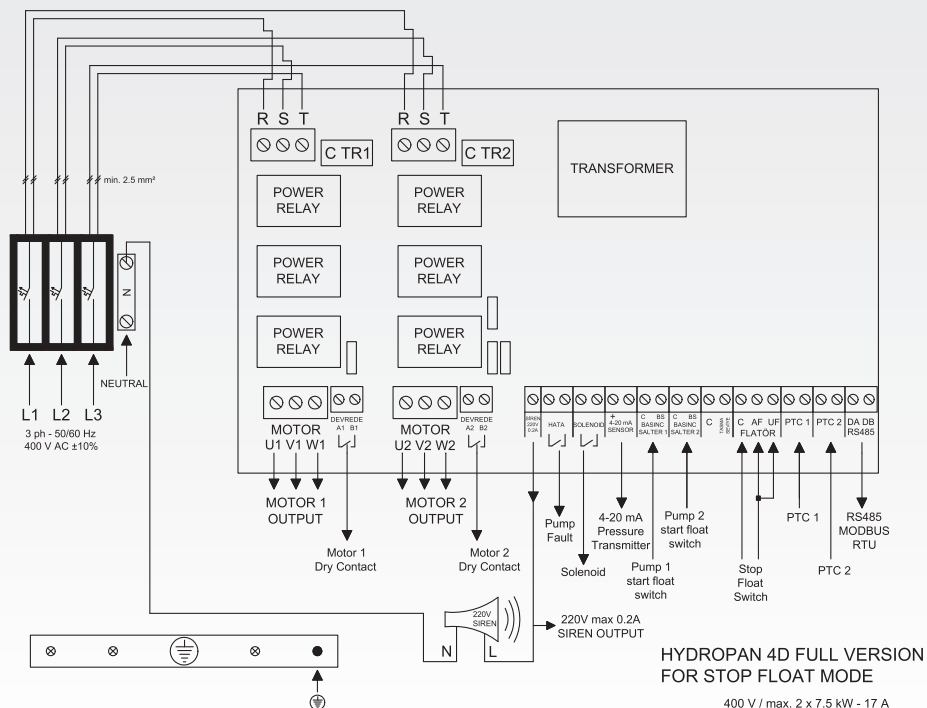 R S T
R S T
C TR1
C TR2
TRANSFORMER
min. 2.5 mm²
POWER
RELAY
POWER
RELAY
POWER
RELAY
POWER
RELAY
POWER
RELAY
POWER
RELAY
N
NEUTRAL
L1 L2 L3
3 ph - 50/60 Hz
400 V AC ±10%
MOTOR
U1 V1 W1
DEVREDE
A1 B1
MOTOR
U2 V2 W2
DEVREDE
A2 B2
SIREN
220V
0.2A
HATA
SOLENOID
+
4-20 mA
SENSOR
C BS
BASINC
SALTER 1
C BS
BASINC
SALTER 2
C
TAŞMA
C AF UF
FLATÖR
PTC 1
PTC 2
DA DB
RS485
MOTOR 1
OUTPUT
MOTOR 2
OUTPUT
Motor 1
Dry Contact
Motor 2
Dry Contact
Pump
Fault
Solenoid
4-20 mA
Pressure
Transmitter
Pump 1
start float
switch
Pump 2
start float
switch
Stop
Float
Switch
PTC 1
PTC 2
RS485
MODBUS
RTU
220V
SIREN
N L
220V max 0.2A
SIREN OUTPUT
HYDROPAN 4D FULL VERSION
FOR STOP FLOAT MODE
400 V / max. 2 x 7.5 kW - 17 A